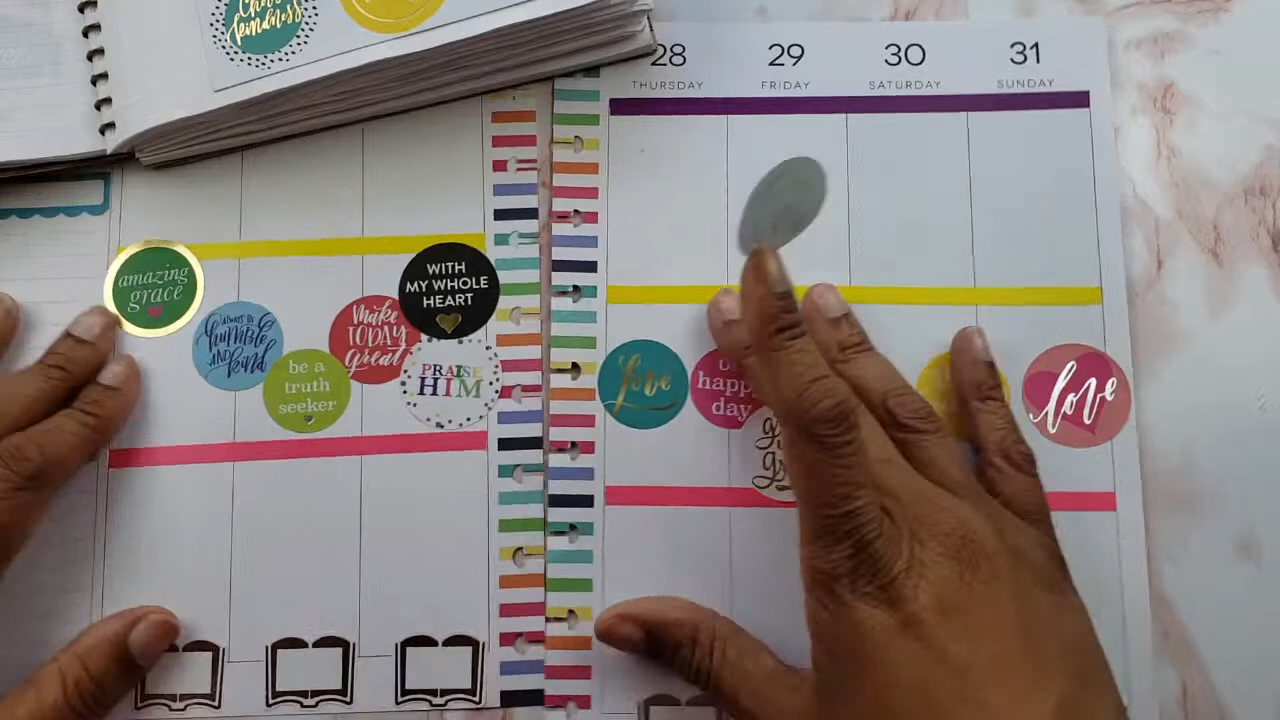 kindness
28
29
30
31
THURSDAY
FRIDAY
SATURDAY
SUNDAY
amazing
grace
ALWAYS BE
humble
AND
kind
be a
truth
seeker
make
TODAY
great
WITH
MY WHOLE
HEART
PRAISE
HIM
love
happy
day
love